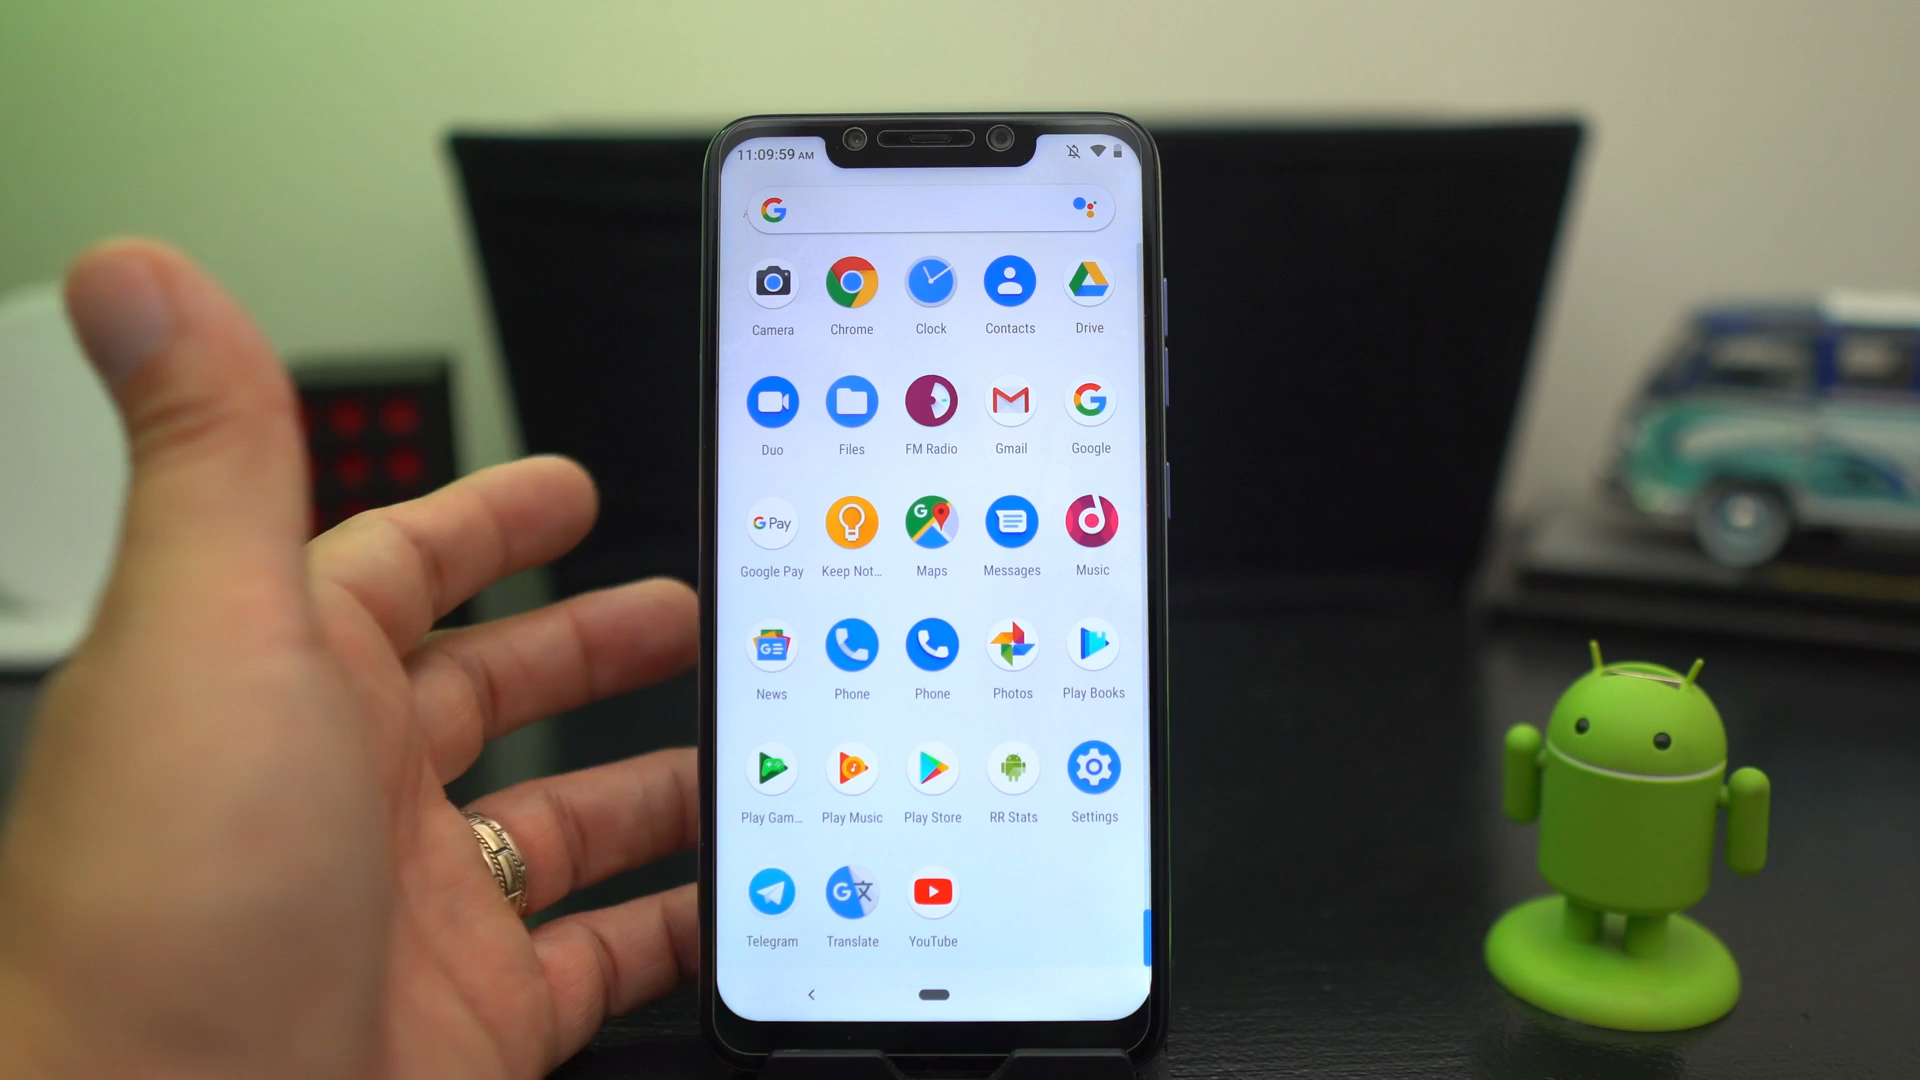 11:09:59 AM
Camera Chrome Clock Contacts Drive
Duo Files FM Radio Gmail Google
G Pay
Google Pay Keep Not... Maps Messages Music
News Phone Phone Photos Play Books
Play Gam... Play Music Play Store RR Stats Settings
Telegram Translate YouTube